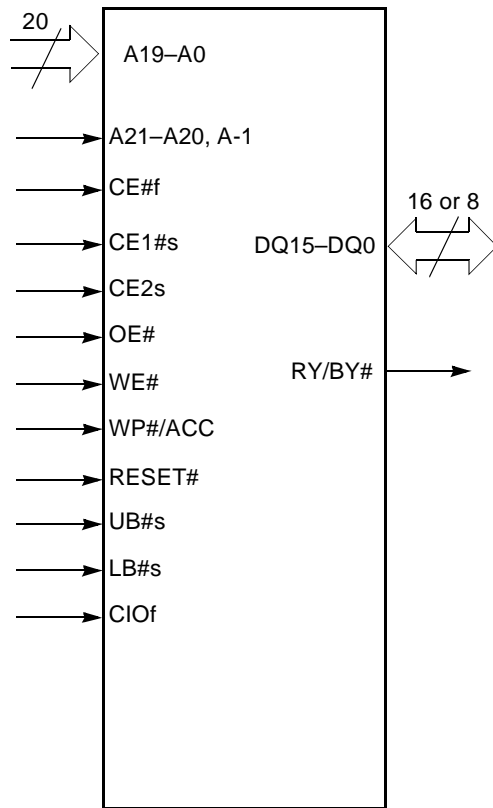 20
A19–A0
A21–A20, A-1
CE#f
CE1#s
CE2s
OE#
WE#
WP#/ACC
RESET#
UB#s
LB#s
CIOf
16 or 8
DQ15–DQ0
RY/BY#